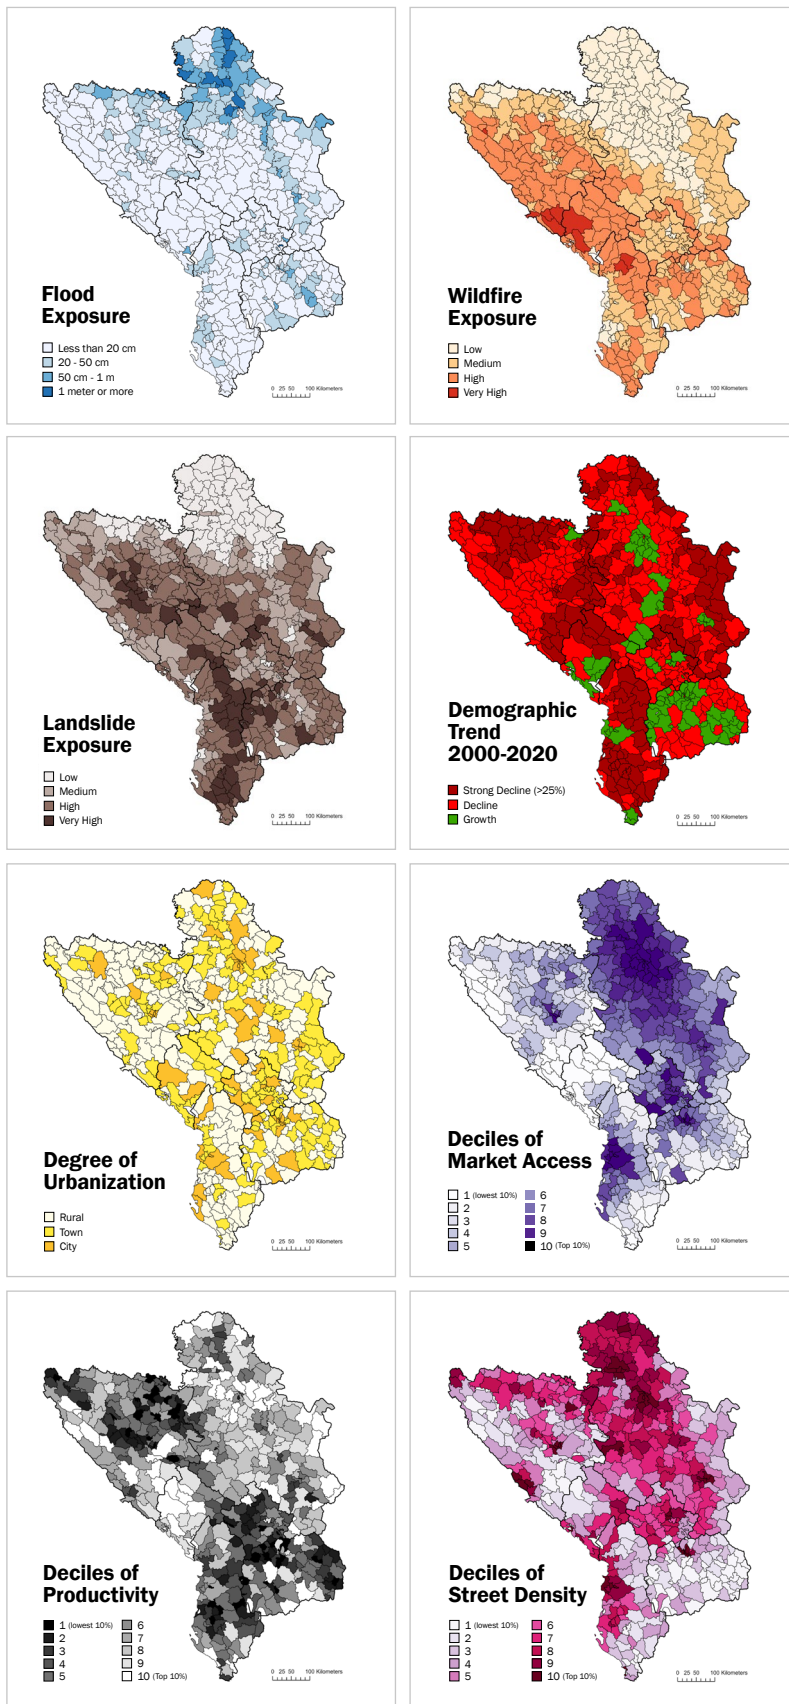 Flood
Exposure
Less than 20 cm
20 - 50 cm
50 cm - 1 m
1 meter or more
0 25 50 100 Kilometers
Wildfire
Exposure
Low
Medium
High
Very High
0 25 50 100 Kilometers
Landslide
Exposure
Low
Medium
High
Very High
0 25 50 100 Kilometers
Demographic
Trend
2000-2020
Strong Decline (>25%)
Decline
Growth
0 25 50 100 Kilometers
Degree of
Urbanization
Rural
Town
City
0 25 50 100 Kilometers
Deciles of
Market Access
1 (lowest 10%) 6
2 7
3 8
4 9
5 10 (Top 10%)
0 25 50 100 Kilometers
Deciles of
Productivity
1 (lowest 10%) 6
2 7
3 8
4 9
5 10 (Top 10%)
0 25 50 100 Kilometers
Deciles of
Street Density
1 (lowest 10%) 6
2 7
3 8
4 9
5 10 (Top 10%)
0 25 50 100 Kilometers